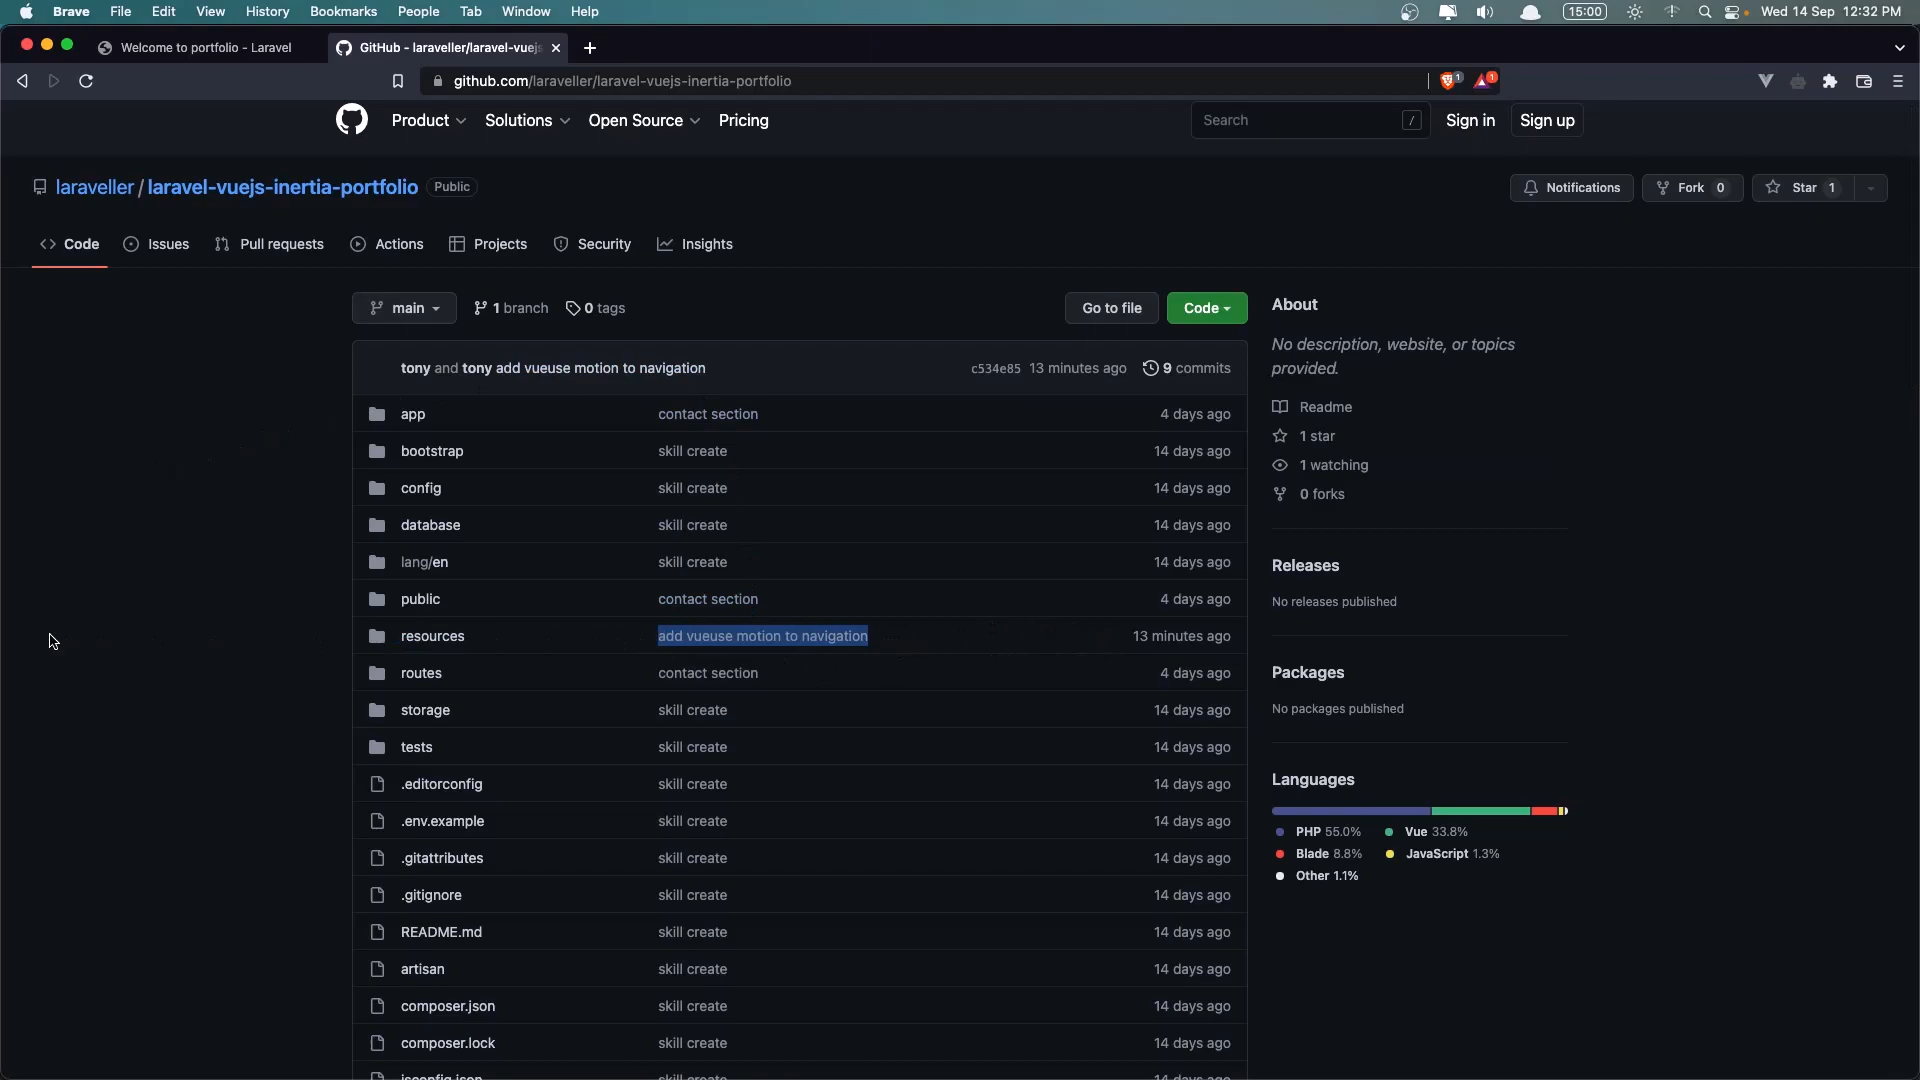 Brave File Edit View History Bookmarks People Tab Window Help 15:00 Wed 14 Sep 12:32 PM
Welcome to portfolio - Laravel GitHub - laraveller/laravel-vuejs
github.com/laraveller/laravel-vuejs-inertia-portfolio 1 1
Product Solutions Open Source Pricing Search / Sign in Sign up
laraveller / laravel-vuejs-inertia-portfolio Public Notifications Fork 0 Star 1
Code Issues Pull requests Actions Projects Security Insights
main 1 branch 0 tags Go to file Code
tony and tony add vueuse motion to navigation c534e85 13 minutes ago 9 commits
app contact section 4 days ago
bootstrap skill create 14 days ago
config skill create 14 days ago
database skill create 14 days ago
lang/en skill create 14 days ago
public contact section 4 days ago
resources add vueuse motion to navigation 13 minutes ago
routes contact section 4 days ago
storage skill create 14 days ago
tests skill create 14 days ago
.editorconfig skill create 14 days ago
.env.example skill create 14 days ago
.gitattributes skill create 14 days ago
.gitignore skill create 14 days ago
README.md skill create 14 days ago
artisan skill create 14 days ago
composer.json skill create 14 days ago
composer.lock skill create 14 days ago
jsconfig.json skill create 14 days ago
About
No description, website, or topics
provided.
Readme
1 star
1 watching
0 forks
Releases
No releases published
Packages
No packages published
Languages
PHP 55.0% Vue 33.8%
Blade 8.8% JavaScript 1.3%
Other 1.1%